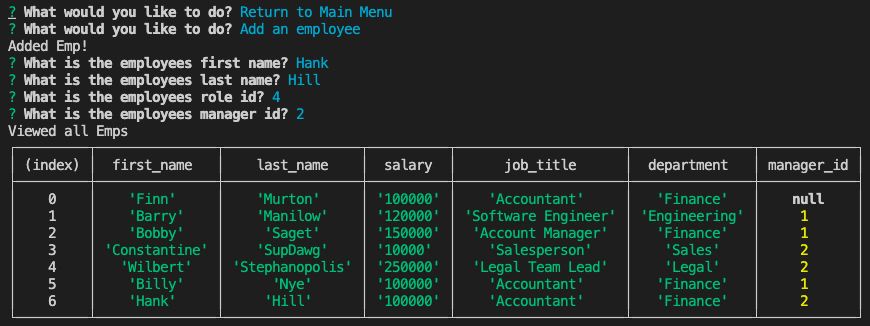 ? What would you like to do? Return to Main Menu
? What would you like to do? Add an employee
Added Emp!
? What is the employees first name? Hank
? What is the employees last name? Hill
? What is the employees role id? 4
? What is the employees manager id? 2
Viewed all Emps
(index) first_name last_name salary job_title department manager_id
0 'Finn' 'Murton' '100000' 'Accountant' 'Finance' null
1 'Barry' 'Manilow' '120000' 'Software Engineer' 'Engineering' 1
2 'Bobby' 'Saget' '150000' 'Account Manager' 'Finance' 1
3 'Constantine' 'SupDawg' '10000' 'Salesperson' 'Sales' 2
4 'Wilbert' 'Stephanopolis' '250000' 'Legal Team Lead' 'Legal' 2
5 'Billy' 'Nye' '100000' 'Accountant' 'Finance' 1
6 'Hank' 'Hill' '100000' 'Accountant' 'Finance' 2